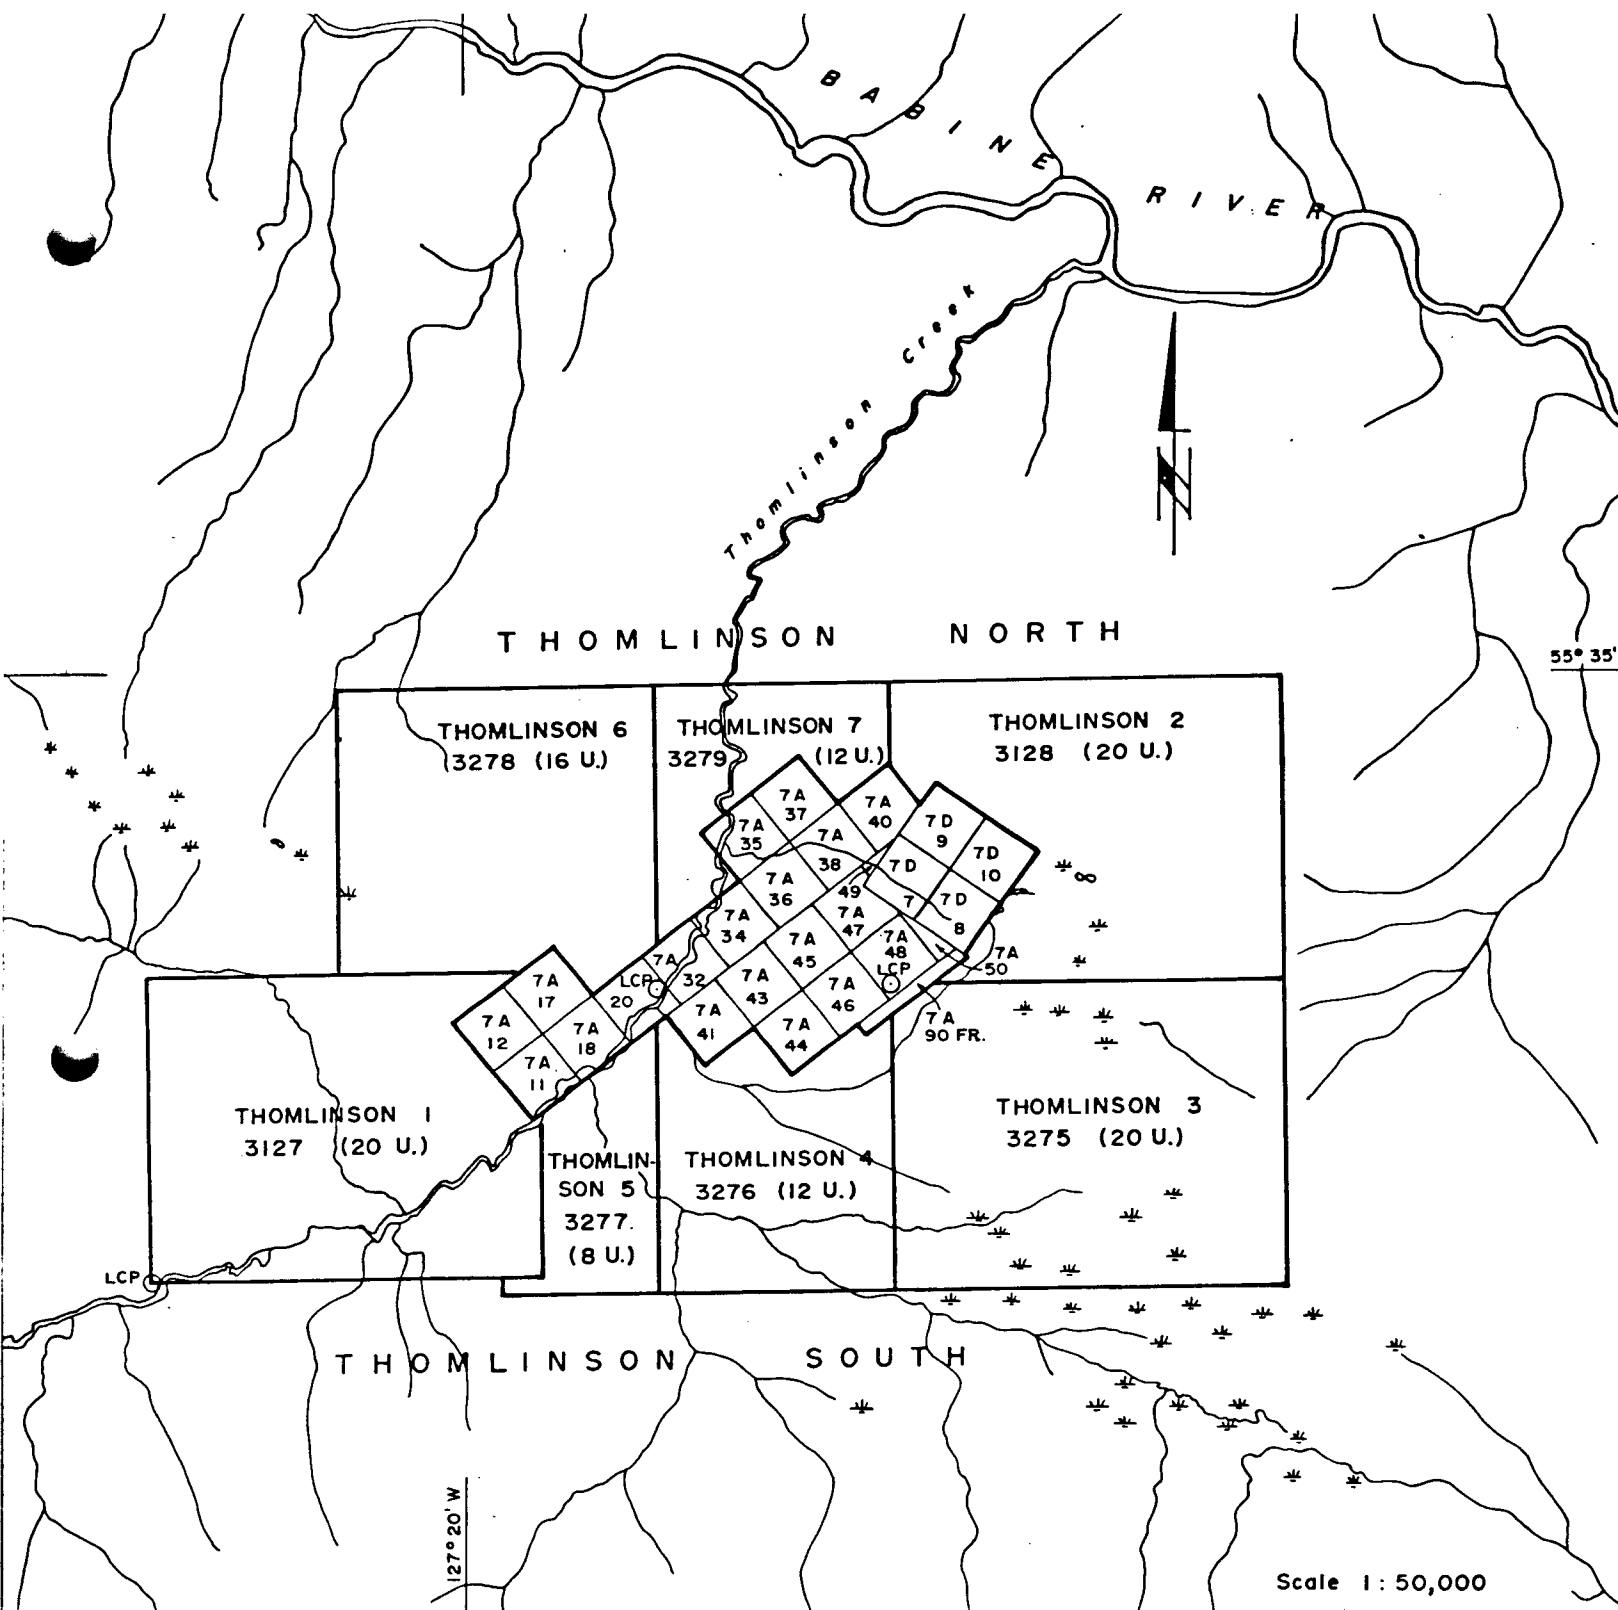 BABINE RIVER
Thomlinson Creek
N
THOMLINSON NORTH
55° 35'
THOMLINSON 6
3278 (16 U.)
THOMLINSON 7
3279 (12 U.)
THOMLINSON 2
3128 (20 U.)
7A
37
7A
40
7A
35
7A
38
7D
9
7D
10
7D
7
7D
8
7A
36
49
7A
34
7A
47
7A
48
7A
50
7A
45
7A
32
LCP
20
LCP
7A
17
7A
43
7A
46
7A
12
7A
18
7A
41
7A
44
7A
90 FR.
7A
11
THOMLINSON 1
3127 (20 U.)
THOMLINSON 3
3275 (20 U.)
THOMLIN-
SON 5
3277.
(8 U.)
THOMLINSON 4
3276 (12 U.)
LCP
THOMLINSON SOUTH
127° 20' W
Scale 1 : 50,000